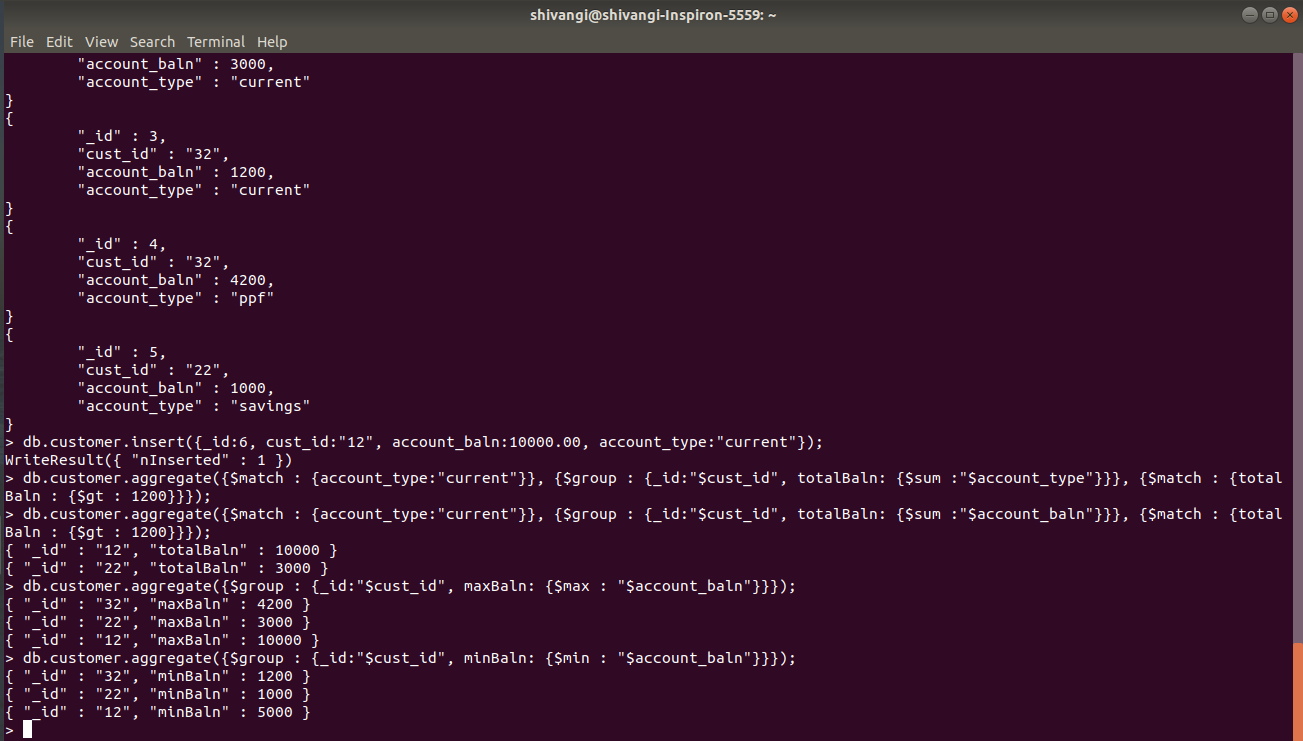 shivangi@shivangi-Inspiron-5559: ~
File Edit View Search Terminal Help
"account_baln" : 3000,
"account_type" : "current"
}
{
"_id" : 3,
"cust_id" : "32",
"account_baln" : 1200,
"account_type" : "current"
}
{
"_id" : 4,
"cust_id" : "32",
"account_baln" : 4200,
"account_type" : "ppf"
}
{
"_id" : 5,
"cust_id" : "22",
"account_baln" : 1000,
"account_type" : "savings"
}
> db.customer.insert({_id:6, cust_id:"12", account_baln:10000.00, account_type:"current"});
WriteResult({ "nInserted" : 1 })
> db.customer.aggregate({$match : {account_type:"current"}}, {$group : {_id:"$cust_id", totalBaln: {$sum :"$account_type"}}}, {$match : {total
Baln : {$gt : 1200}}});
> db.customer.aggregate({$match : {account_type:"current"}}, {$group : {_id:"$cust_id", totalBaln: {$sum :"$account_baln"}}}, {$match : {total
Baln : {$gt : 1200}}});
{ "_id" : "12", "totalBaln" : 10000 }
{ "_id" : "22", "totalBaln" : 3000 }
> db.customer.aggregate({$group : {_id:"$cust_id", maxBaln: {$max : "$account_baln"}}});
{ "_id" : "32", "maxBaln" : 4200 }
{ "_id" : "22", "maxBaln" : 3000 }
{ "_id" : "12", "maxBaln" : 10000 }
> db.customer.aggregate({$group : {_id:"$cust_id", minBaln: {$min : "$account_baln"}}});
{ "_id" : "32", "minBaln" : 1200 }
{ "_id" : "22", "minBaln" : 1000 }
{ "_id" : "12", "minBaln" : 5000 }
>